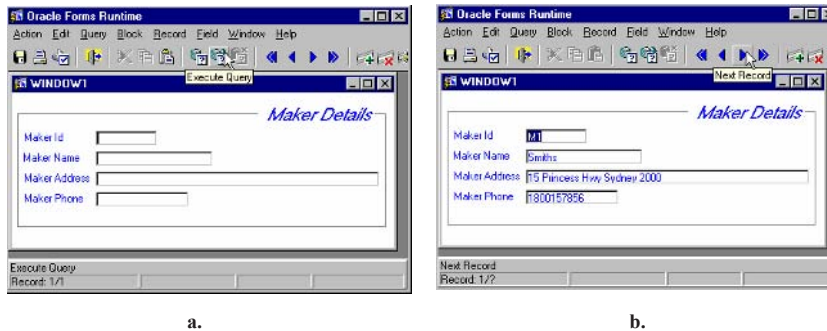 Oracle Forms Runtime
Action Edit Query Block Record Field Window Help
Execute Query
WINDOW1
Maker Details
Maker Id
Maker Name
Maker Address
Maker Phone
Execute Query
Record: 1/1
a.
Oracle Forms Runtime
Action Edit Query Block Record Field Window Help
Next Record
WINDOW1
Maker Details
Maker Id M1
Maker Name Smiths
Maker Address 15 Princess Hwy Sydney 2000
Maker Phone 1800157856
Next Record
Record: 1/?
b.